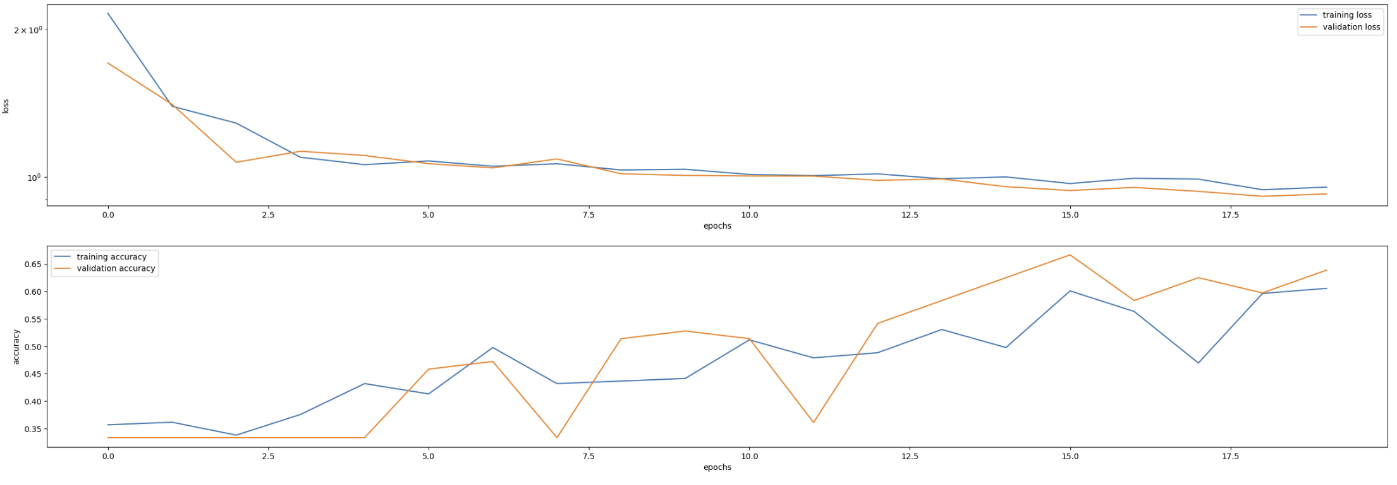 2 × 10⁰
10⁰
loss
training loss
validation loss
0.0 2.5 5.0 7.5 10.0 12.5 15.0 17.5
epochs
0.65
0.60
0.55
0.50
0.45
0.40
0.35
accuracy
training accuracy
validation accuracy
0.0 2.5 5.0 7.5 10.0 12.5 15.0 17.5
epochs